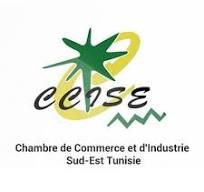 CCISE
Chambre de Commerce et d'Industrie
Sud-Est Tunisie